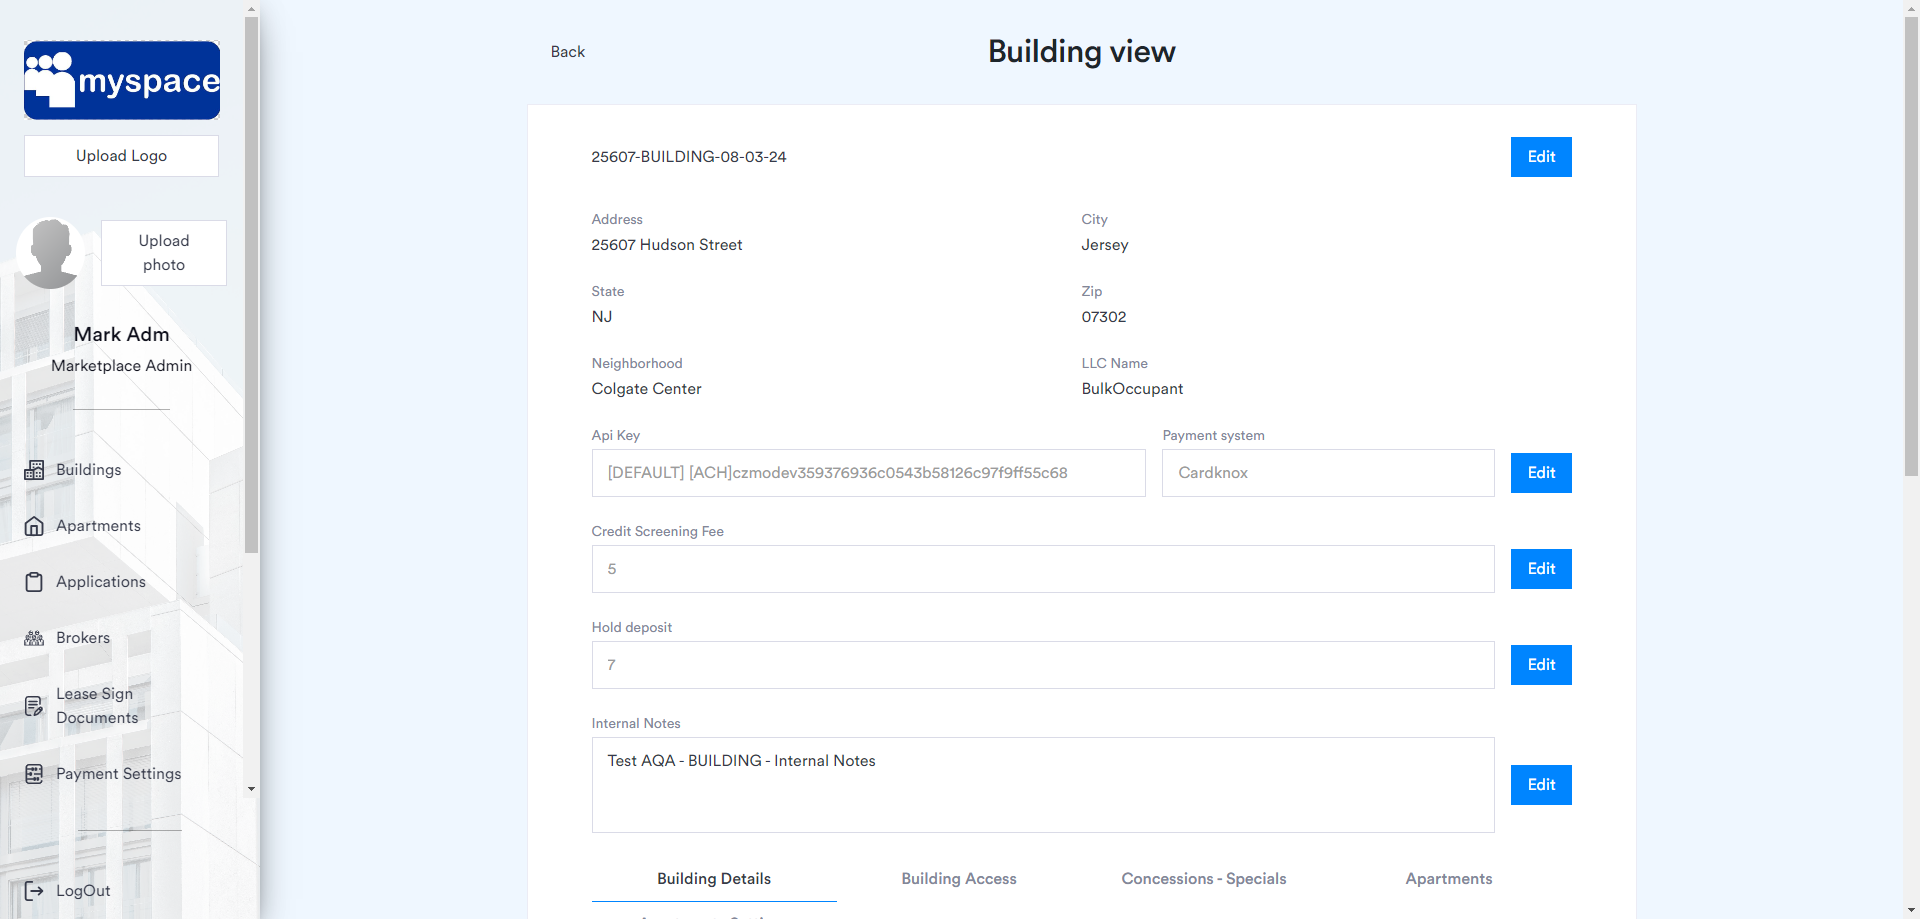 myspace
Upload Logo
Upload
photo
Mark Adm
Marketplace Admin
Buildings
Apartments
Applications
Brokers
Lease Sign
Documents
Payment Settings
LogOut
Back
Building view
25607-BUILDING-08-03-24
Edit
Address
25607 Hudson Street
City
Jersey
State
NJ
Zip
07302
Neighborhood
Colgate Center
LLC Name
BulkOccupant
Api Key
[DEFAULT] [ACH]czmodev359376936c0543b58126c97f9ff55c68
Payment system
Cardknox
Edit
Credit Screening Fee
5
Edit
Hold deposit
7
Edit
Internal Notes
Test AQA - BUILDING - Internal Notes
Edit
Building Details
Building Access
Concessions - Specials
Apartments